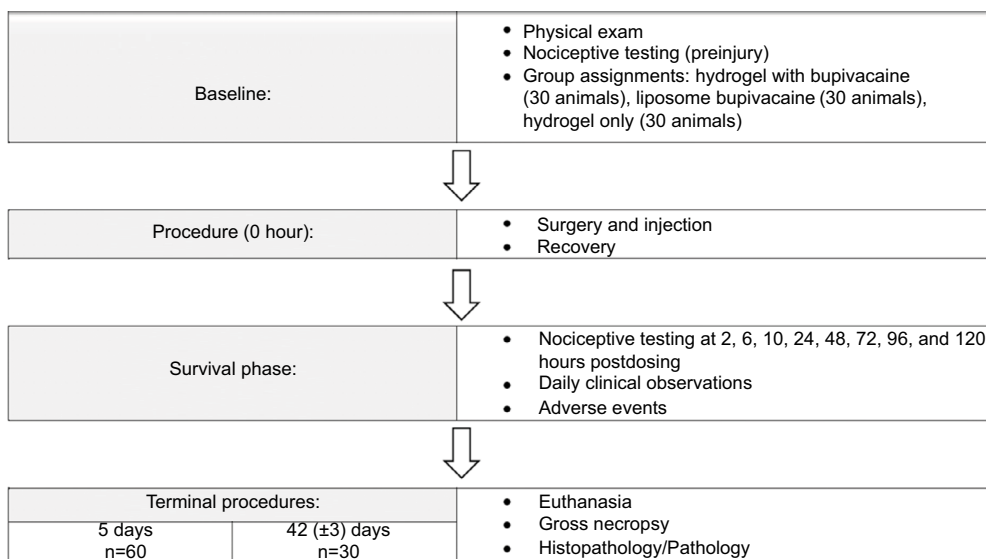 Baseline:
• Physical exam
• Nociceptive testing (preinjury)
• Group assignments: hydrogel with bupivacaine
(30 animals), liposome bupivacaine (30 animals),
hydrogel only (30 animals)
Procedure (0 hour):
• Surgery and injection
• Recovery
Survival phase:
• Nociceptive testing at 2, 6, 10, 24, 48, 72, 96, and 120
hours postdosing
• Daily clinical observations
• Adverse events
Terminal procedures:
5 days
n=60
42 (±3) days
n=30
• Euthanasia
• Gross necropsy
• Histopathology/Pathology